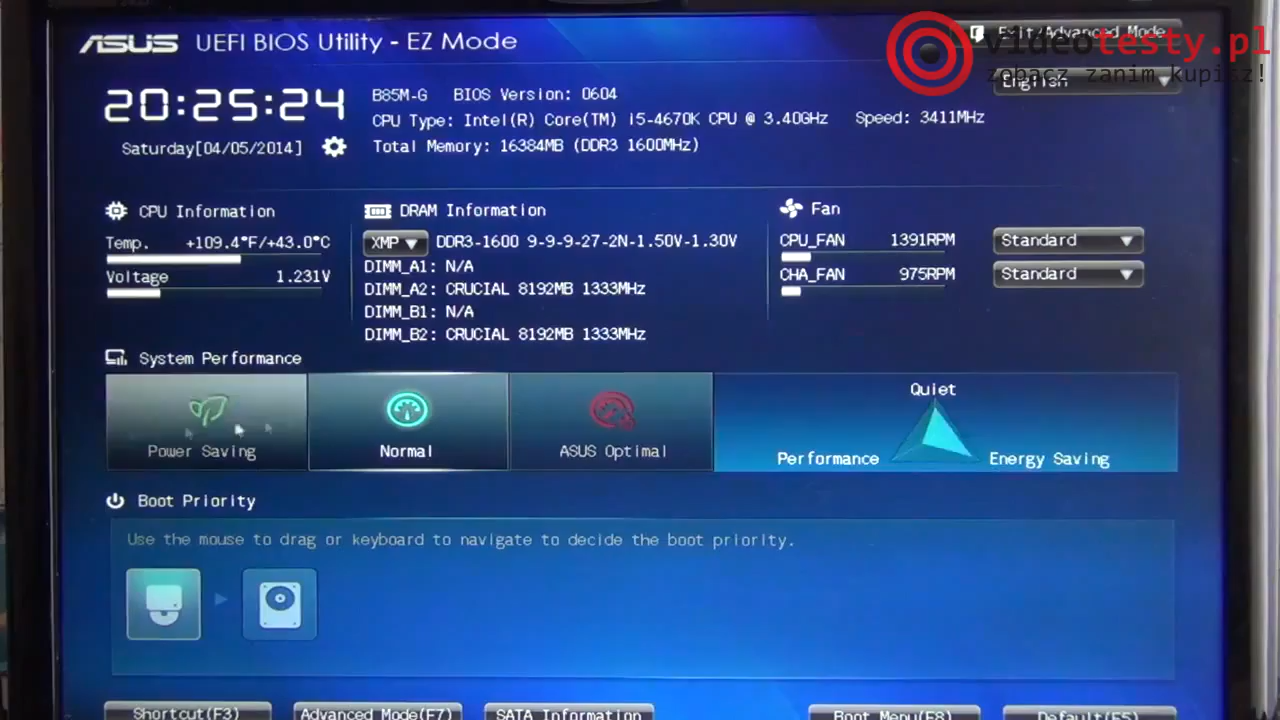 ASUS UEFI BIOS Utility - EZ Mode
Exit/Advanced Mode
videotesty.pl
zobacz zanim kupisz!
English
20:25:24
Saturday[04/05/2014]
B85M-G BIOS Version: 0604
CPU Type: Intel(R) Core(TM) i5-4670K CPU @ 3.40GHz Speed: 3411MHz
Total Memory: 16384MB (DDR3 1600MHz)
CPU Information
Temp. +109.4°F/+43.0°C
Voltage 1.231V
DRAM Information
XMP DDR3-1600 9-9-9-27-2N-1.50V-1.30V
DIMM_A1: N/A
DIMM_A2: CRUCIAL 8192MB 1333MHz
DIMM_B1: N/A
DIMM_B2: CRUCIAL 8192MB 1333MHz
Fan
CPU_FAN 1391RPM Standard
CHA_FAN 975RPM Standard
System Performance
Power Saving
Normal
ASUS Optimal
Quiet
Performance
Energy Saving
Boot Priority
Use the mouse to drag or keyboard to navigate to decide the boot priority.
Shortcut(F3) Advanced Mode(F7) SATA Information Boot Menu(F8) Default(F5)